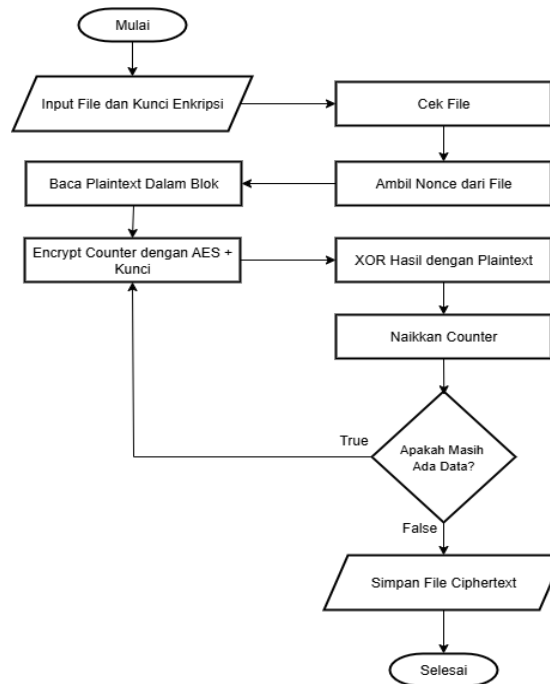 Mulai
Input File dan Kunci Enkripsi
Cek File
Ambil Nonce dari File
Baca Plaintext Dalam Blok
Encrypt Counter dengan AES +
Kunci
XOR Hasil dengan Plaintext
Naikkan Counter
Apakah Masih
Ada Data?
True
False
Simpan File Ciphertext
Selesai